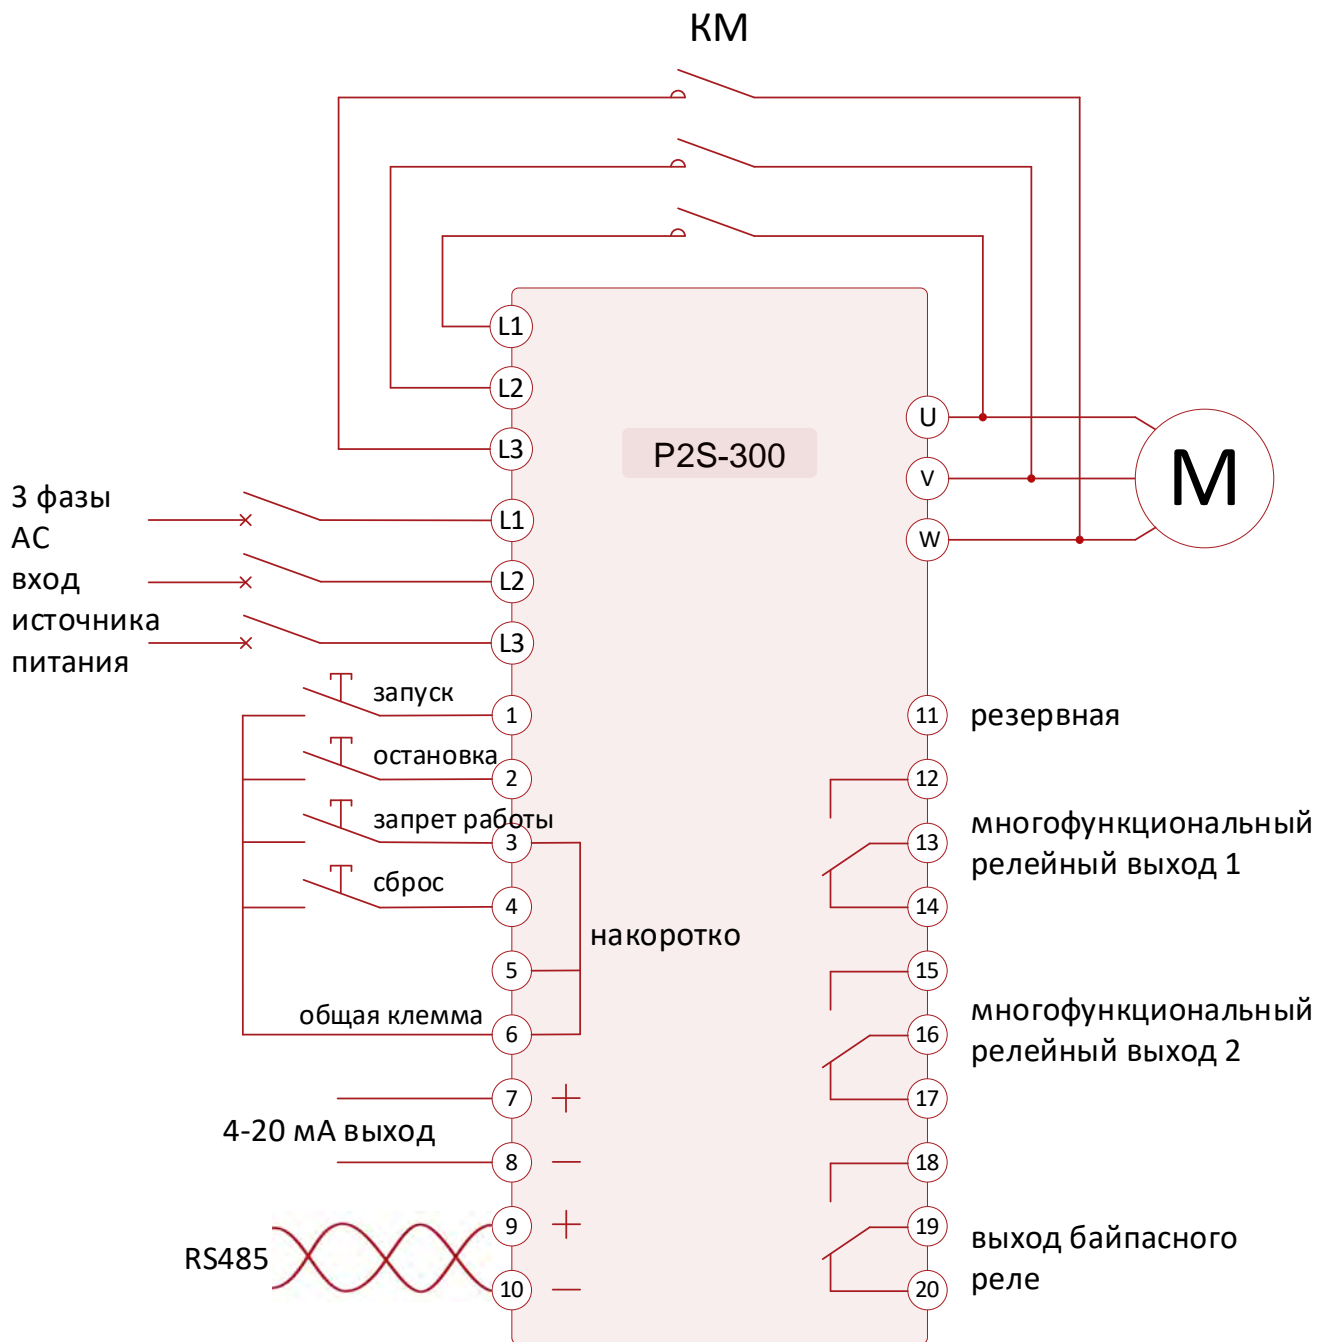 КМ
L1
L2
L3
P2S-300
U
V
W
M
3 фазы
АС
вход
источника
питания
L1
L2
L3
запуск
1
остановка
2
запрет работы
3
сброс
4
накоротко
5
общая клемма
6
7 +
4-20 мА выход
8 —
9 +
RS485
10 —
11 резервная
12
многофункциональный
13
релейный выход 1
14
15
многофункциональный
16
релейный выход 2
17
18
19
выход байпасного
реле
20